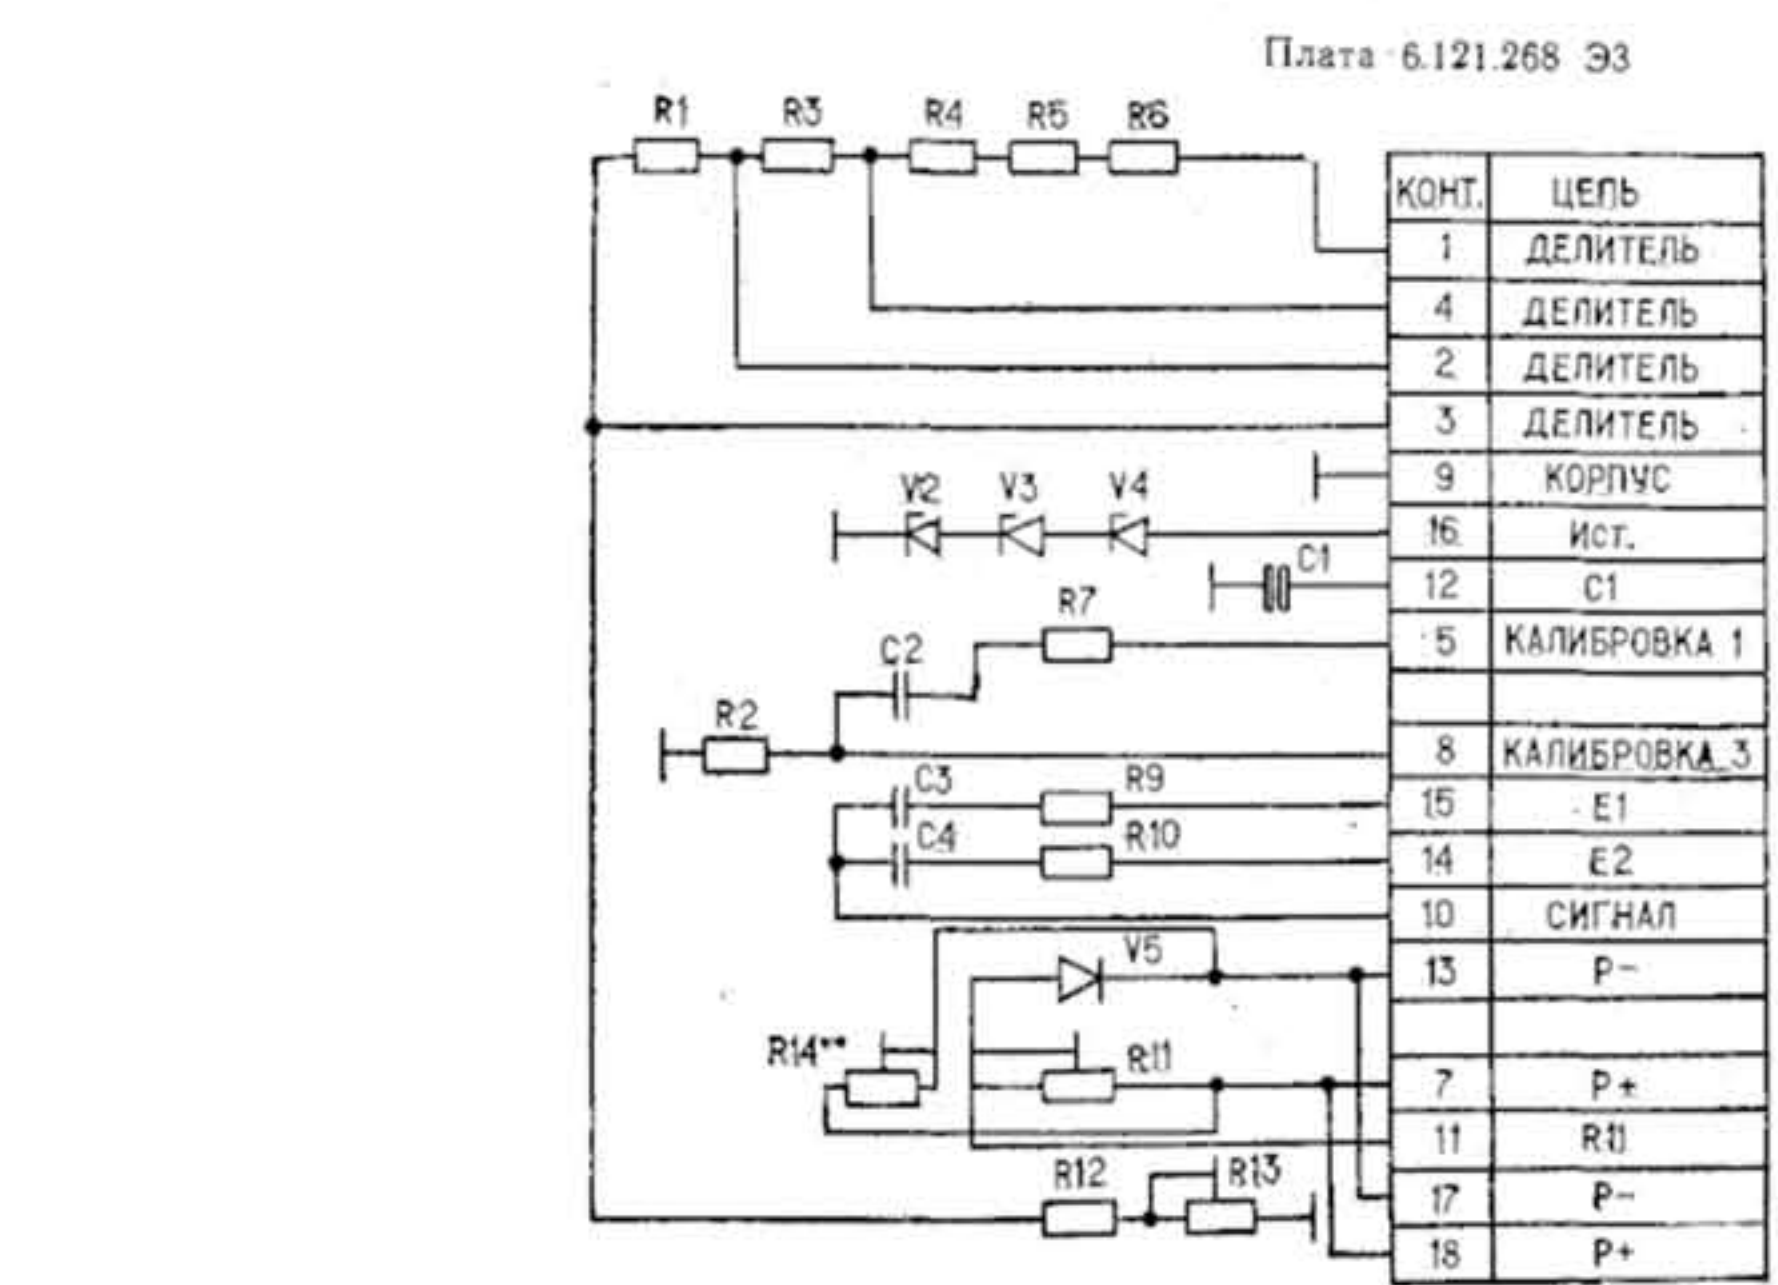 Плата 6.121.268 Э3
R1 R3 R4 R5 R6
КОНТ. ЦЕПЬ
1 ДЕЛИТЕЛЬ
4 ДЕЛИТЕЛЬ
2 ДЕЛИТЕЛЬ
3 ДЕЛИТЕЛЬ
9 КОРПУС
V2 V3 V4
16 Ист.
C1
12 C1
R7
5 КАЛИБРОВКА 1
C2
R2
8 КАЛИБРОВКА 3
C3 R9
15 E1
C4 R10
14 E2
10 СИГНАЛ
V5
13 P-
R14** R11
7 P+
11 R11
R12 R13
17 P-
18 P+